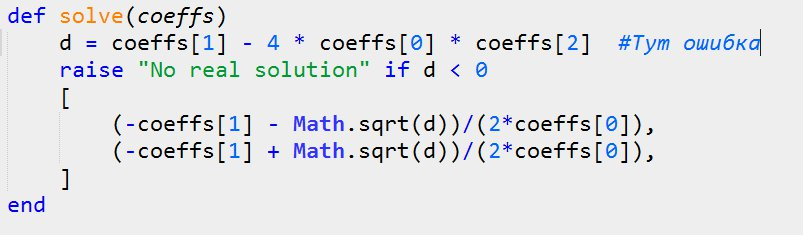 def solve(coeffs)
    d = coeffs[1] - 4 * coeffs[0] * coeffs[2]  #Тут ошибка
    raise "No real solution" if d < 0
    [
        (-coeffs[1] - Math.sqrt(d))/(2*coeffs[0]),
        (-coeffs[1] + Math.sqrt(d))/(2*coeffs[0]),
    ]
end